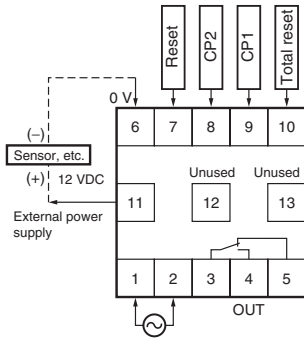 Reset
CP2
CP1
Total reset
0 V
6 7 8 9 10
(−)
Sensor, etc.
(+) 12 VDC
Unused Unused
11 12 13
External power
supply
1 2 3 4 5
OUT